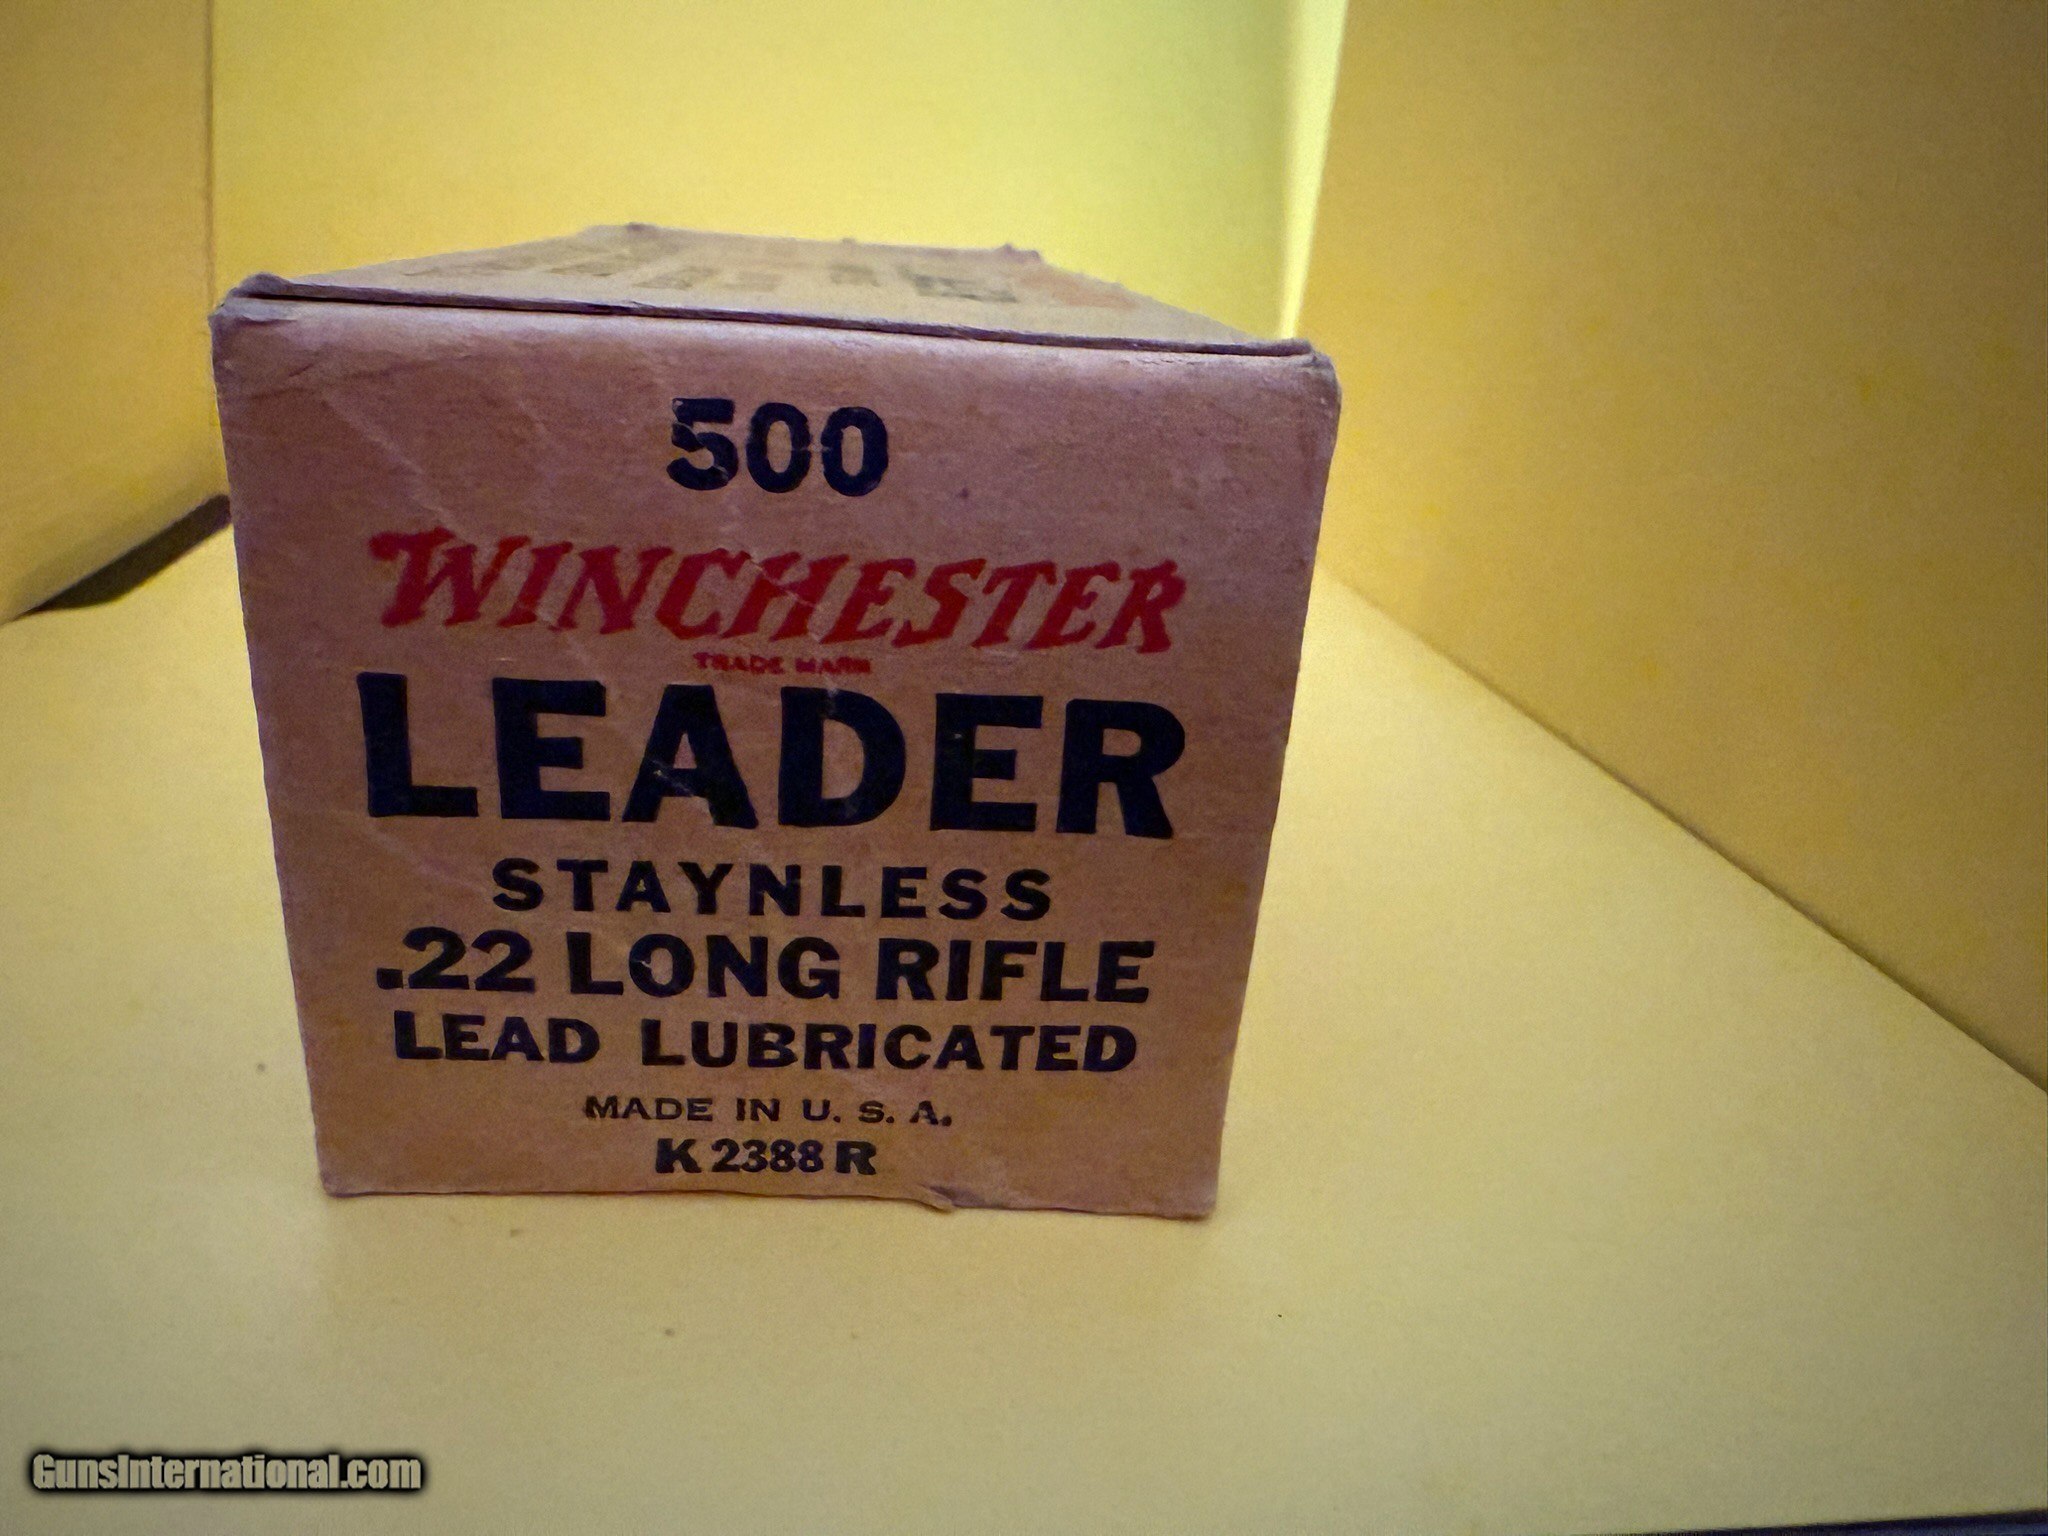 500
WINCHESTER
TRADE MARK
LEADER
STAYNLESS
.22 LONG RIFLE
LEAD LUBRICATED
MADE IN U. S. A.
K 2388 R
GunsInternational.com